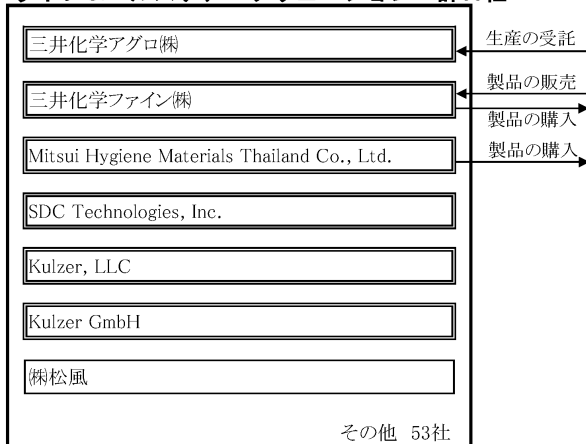 三井化学アグロ㈱
生産の受託
三井化学ファイン㈱
製品の販売
製品の購入
Mitsui Hygiene Materials Thailand Co., Ltd.
製品の購入
SDC Technologies, Inc.
Kulzer, LLC
Kulzer GmbH
㈱松風
その他 53社